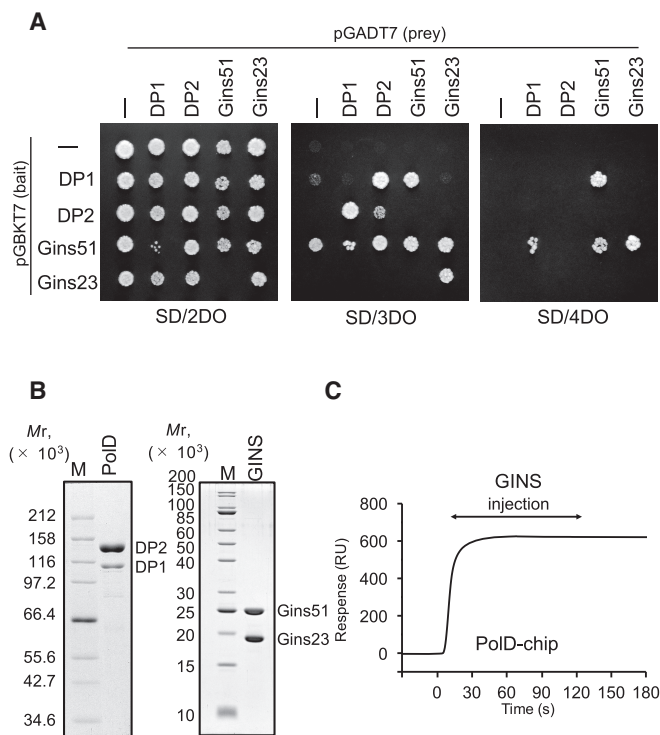 A
pGADT7 (prey)
— DP1 DP2 Gins51 Gins23 — DP1 DP2 Gins51 Gins23 — DP1 DP2 Gins51 Gins23
pGBKT7 (bait)
—
DP1
DP2
Gins51
Gins23
SD/2DO SD/3DO SD/4DO
B
Mr,
(× 10³)
M PolD
212
158
116
97.2
66.4
55.6
42.7
34.6
DP2
DP1
Mr,
(× 10³)
M GINS
200
150
100
85
60
50
40
30
25
20
15
10
Gins51
Gins23
C
GINS
injection
Respense (RU)
800
600
400
200
0
PolD-chip
0 30 60 90 120 150 180
Time (s)